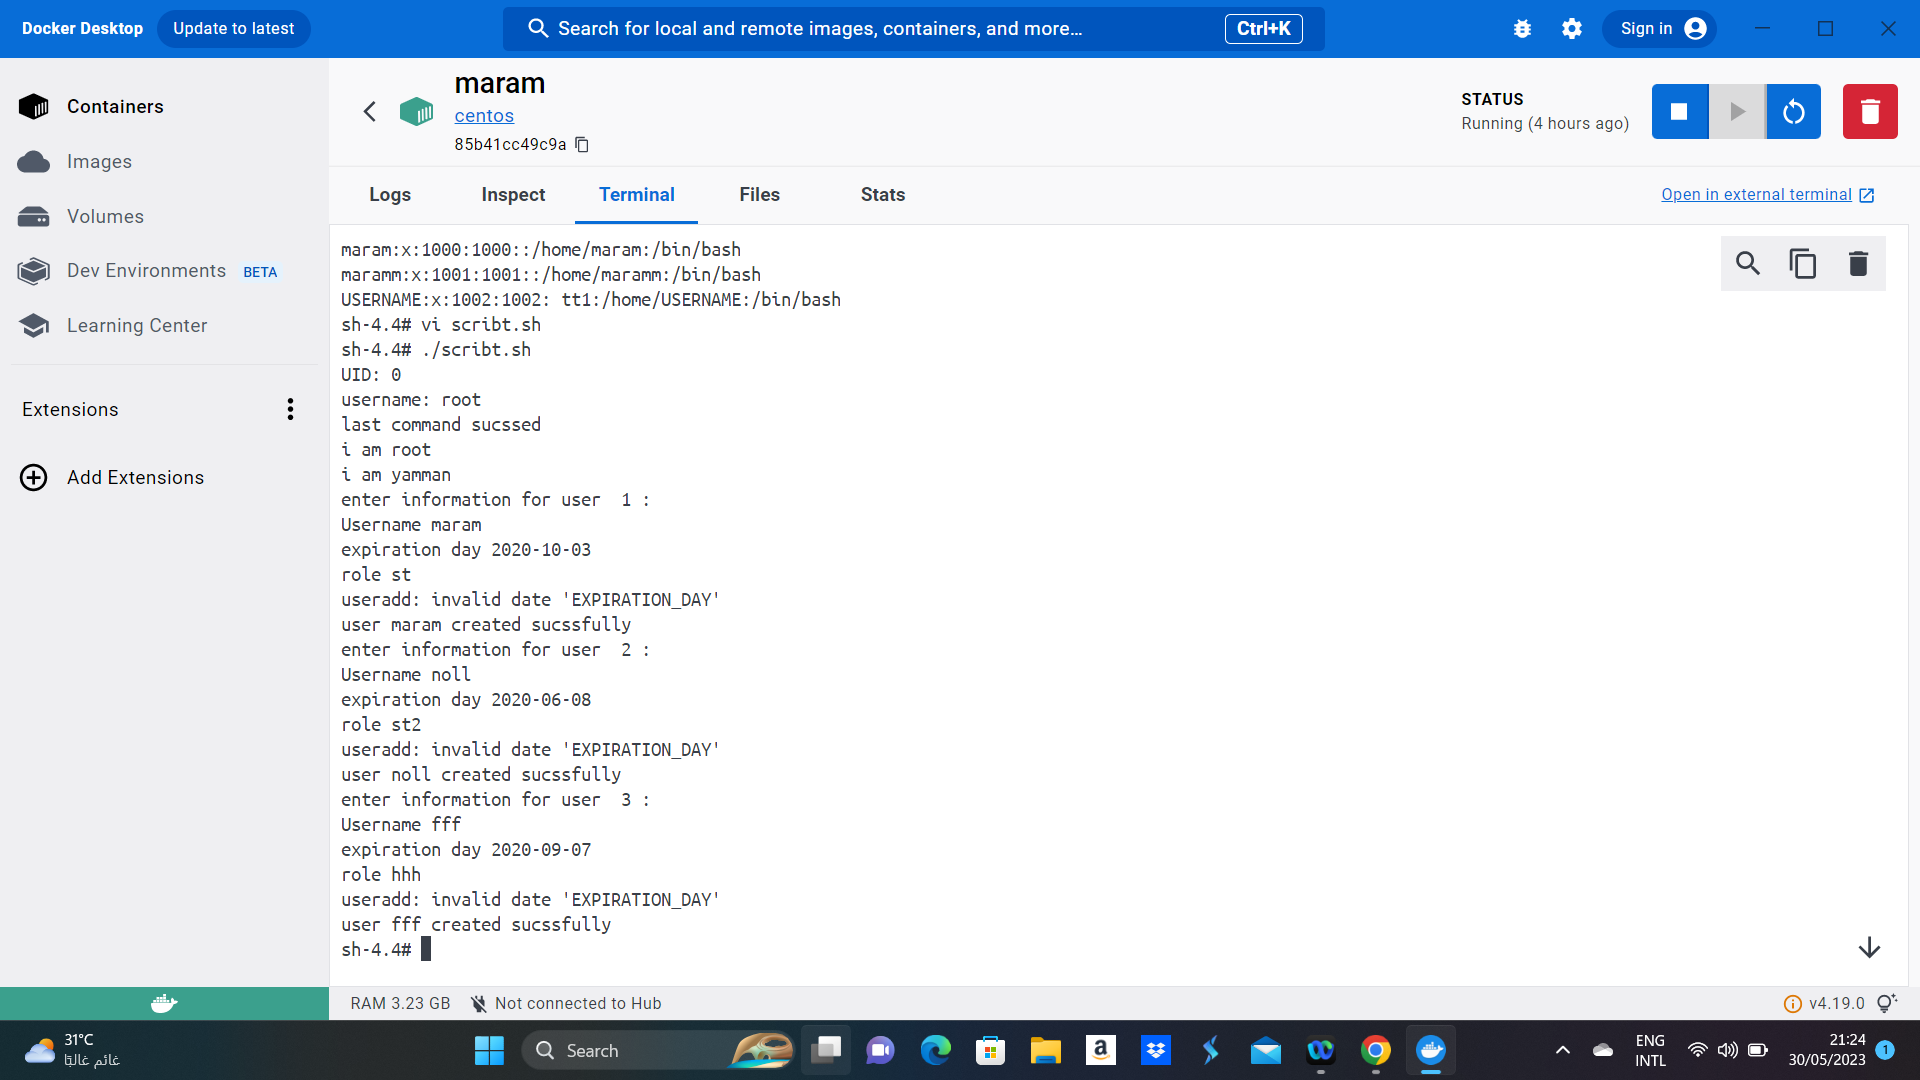 Docker Desktop
Update to latest
Search for local and remote images, containers, and more...
Ctrl+K
Sign in
Containers
Images
Volumes
Dev Environments BETA
Learning Center
Extensions
Add Extensions
maram
centos
85b41cc49c9a
STATUS
Running (4 hours ago)
Logs
Inspect
Terminal
Files
Stats
Open in external terminal
maram:x:1000:1000::/home/maram:/bin/bash
maramm:x:1001:1001::/home/maramm:/bin/bash
USERNAME:x:1002:1002: tt1:/home/USERNAME:/bin/bash
sh-4.4# vi scribt.sh
sh-4.4# ./scribt.sh
UID: 0
username: root
last command sucssed
i am root
i am yamman
enter information for user  1 :
Username maram
expiration day 2020-10-03
role st
useradd: invalid date 'EXPIRATION_DAY'
user maram created sucssfully
enter information for user  2 :
Username noll
expiration day 2020-06-08
role st2
useradd: invalid date 'EXPIRATION_DAY'
user noll created sucssfully
enter information for user  3 :
Username fff
expiration day 2020-09-07
role hhh
useradd: invalid date 'EXPIRATION_DAY'
user fff created sucssfully
sh-4.4#
RAM 3.23 GB
Not connected to Hub
v4.19.0
31°C
غائم غالبًا
Search
ENG
INTL
21:24
30/05/2023
1